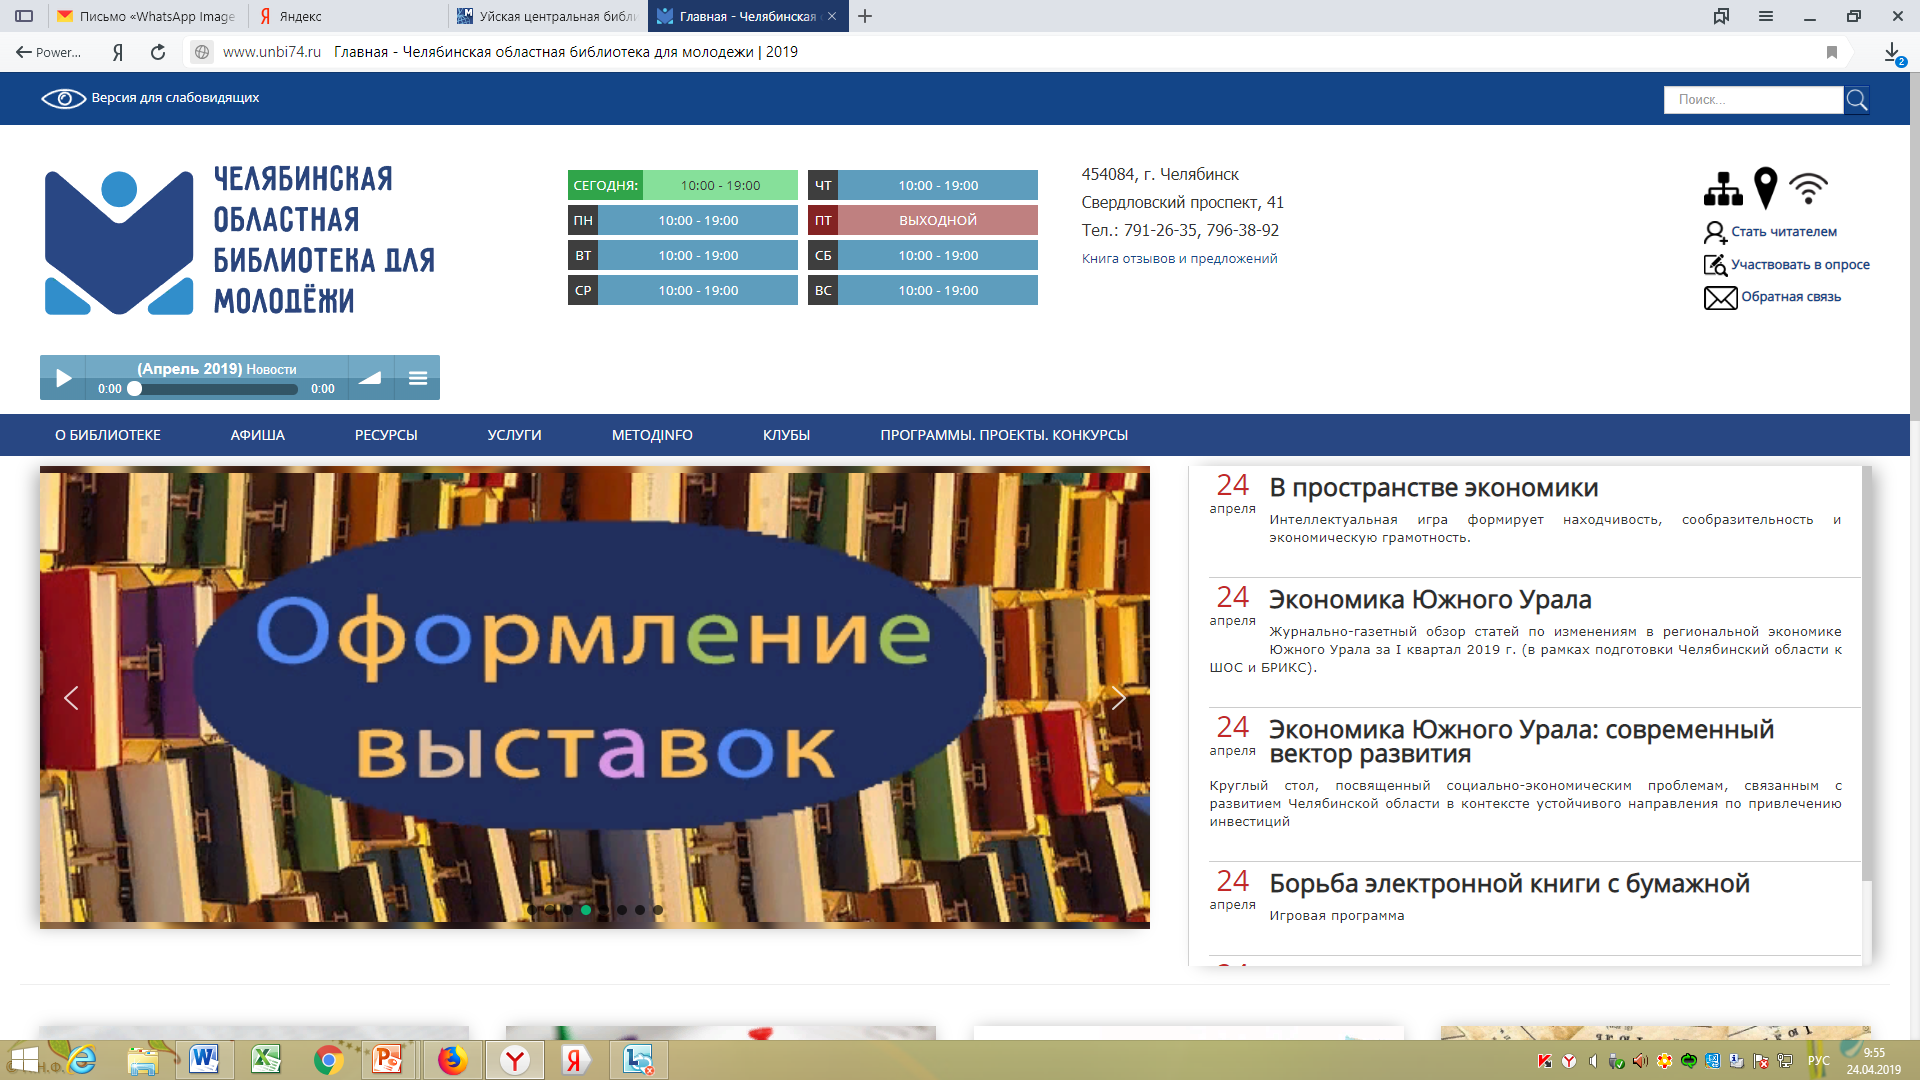 Письмо «WhatsApp Image
Яндекс
Уйская центральная библи
Главная - Челябинская о
Power...
www.unbi74.ru Главная - Челябинская областная библиотека для молодежи | 2019
2
Версия для слабовидящих
Поиск...
ЧЕЛЯБИНСКАЯ
ОБЛАСТНАЯ
БИБЛИОТЕКА ДЛЯ
МОЛОДЁЖИ
СЕГОДНЯ: 10:00 - 19:00
ПН 10:00 - 19:00
ВТ 10:00 - 19:00
СР 10:00 - 19:00
ЧТ 10:00 - 19:00
ПТ ВЫХОДНОЙ
СБ 10:00 - 19:00
ВС 10:00 - 19:00
454084, г. Челябинск
Свердловский проспект, 41
Тел.: 791-26-35, 796-38-92
Книга отзывов и предложений
Стать читателем
Участвовать в опросе
Обратная связь
(Апрель 2019) Новости
0:00 0:00
О БИБЛИОТЕКЕ АФИША РЕСУРСЫ УСЛУГИ МЕТОДINFO КЛУБЫ ПРОГРАММЫ. ПРОЕКТЫ. КОНКУРСЫ
Оформление
выставок
24 апреля
В пространстве экономики
Интеллектуальная игра формирует находчивость, сообразительность и
экономическую грамотность.
24 апреля
Экономика Южного Урала
Журнально-газетный обзор статей по изменениям в региональной экономике
Южного Урала за I квартал 2019 г. (в рамках подготовки Челябинский области к
ШОС и БРИКС).
24 апреля
Экономика Южного Урала: современный
вектор развития
Круглый стол, посвященный социально-экономическим проблемам, связанным с
развитием Челябинской области в контексте устойчивого направления по привлечению
инвестиций
24 апреля
Борьба электронной книги с бумажной
Игровая программа
РУС
9:55
24.04.2019